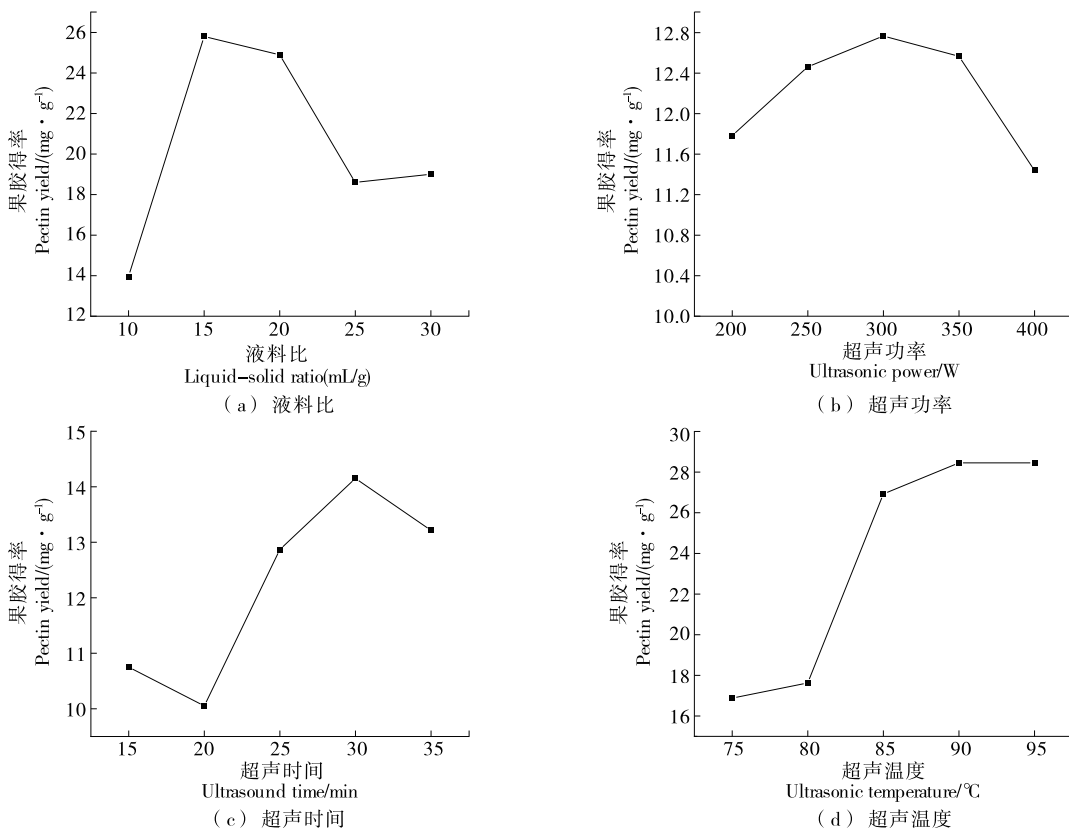 26
24
22
20
18
16
14
12
10
15
20
25
30
果胶得率
Pectin yield/(mg·g⁻¹)
液料比
Liquid-solid ratio(mL/g)
(a) 液料比
12.8
12.4
12.0
11.6
11.2
10.8
10.4
10.0
200
250
300
350
400
果胶得率
Pectin yield/(mg·g⁻¹)
超声功率
Ultrasonic power/W
(b) 超声功率
15
14
13
12
11
10
15
20
25
30
35
果胶得率
Pectin yield/(mg·g⁻¹)
超声时间
Ultrasound time/min
(c) 超声时间
30
28
26
24
22
20
18
16
75
80
85
90
95
果胶得率
Pectin yield/(mg·g⁻¹)
超声温度
Ultrasonic temperature/℃
(d) 超声温度